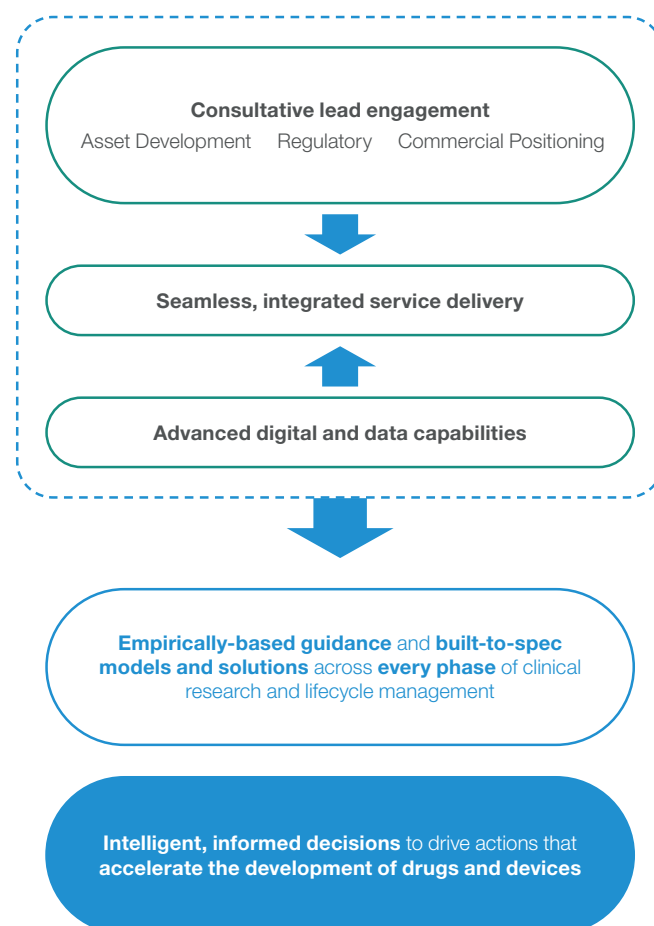 Consultative lead engagement
Asset Development Regulatory Commercial Positioning
Seamless, integrated service delivery
Advanced digital and data capabilities
Empirically-based guidance and built-to-spec
models and solutions across every phase of clinical
research and lifecycle management
Intelligent, informed decisions to drive actions that
accelerate the development of drugs and devices